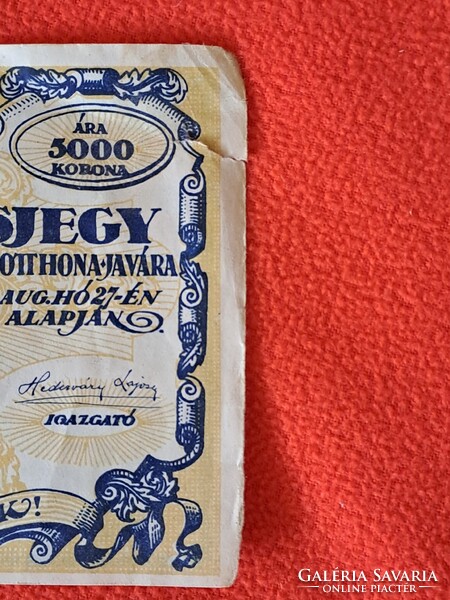 ÁRA
5000
KORONA
SJEGY
OTTHONA·JAVÁRA
AUG. HÓ 27-ÉN
ALAPJÁN.
Hedeváry Lajos
IGAZGATÓ
K!
GALÉRIA SAVARIA
ONLINE PIACTÉR